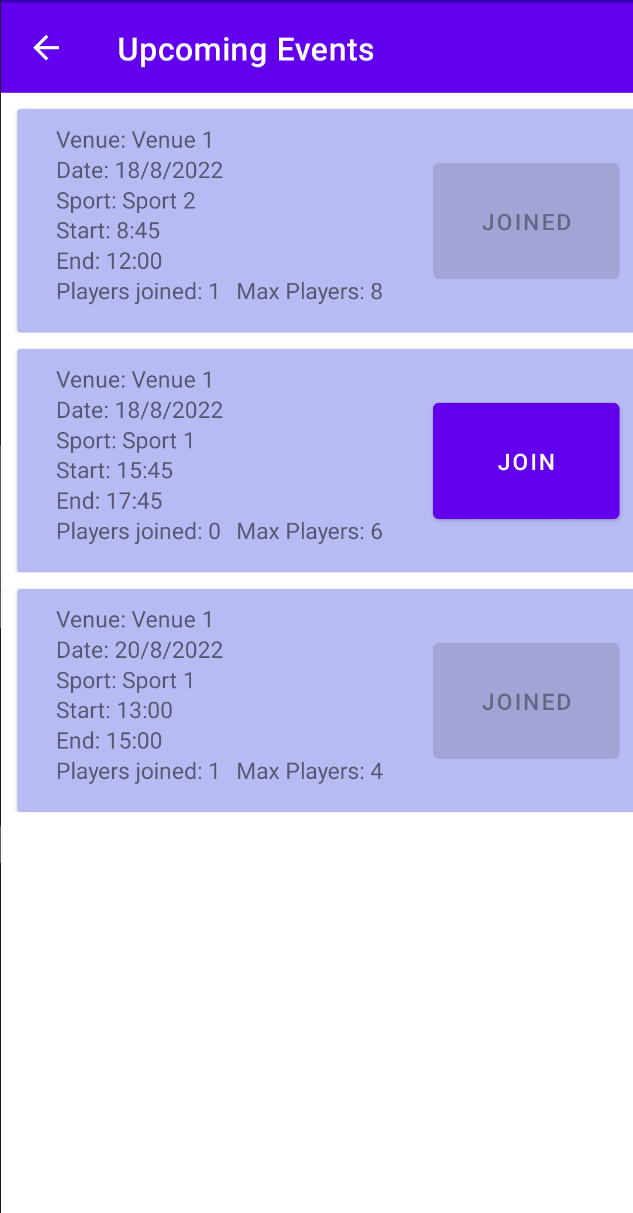 Upcoming Events
Venue: Venue 1
Date: 18/8/2022
Sport: Sport 2
Start: 8:45
End: 12:00
Players joined: 1 Max Players: 8
JOINED
Venue: Venue 1
Date: 18/8/2022
Sport: Sport 1
Start: 15:45
End: 17:45
Players joined: 0 Max Players: 6
JOIN
Venue: Venue 1
Date: 20/8/2022
Sport: Sport 1
Start: 13:00
End: 15:00
Players joined: 1 Max Players: 4
JOINED